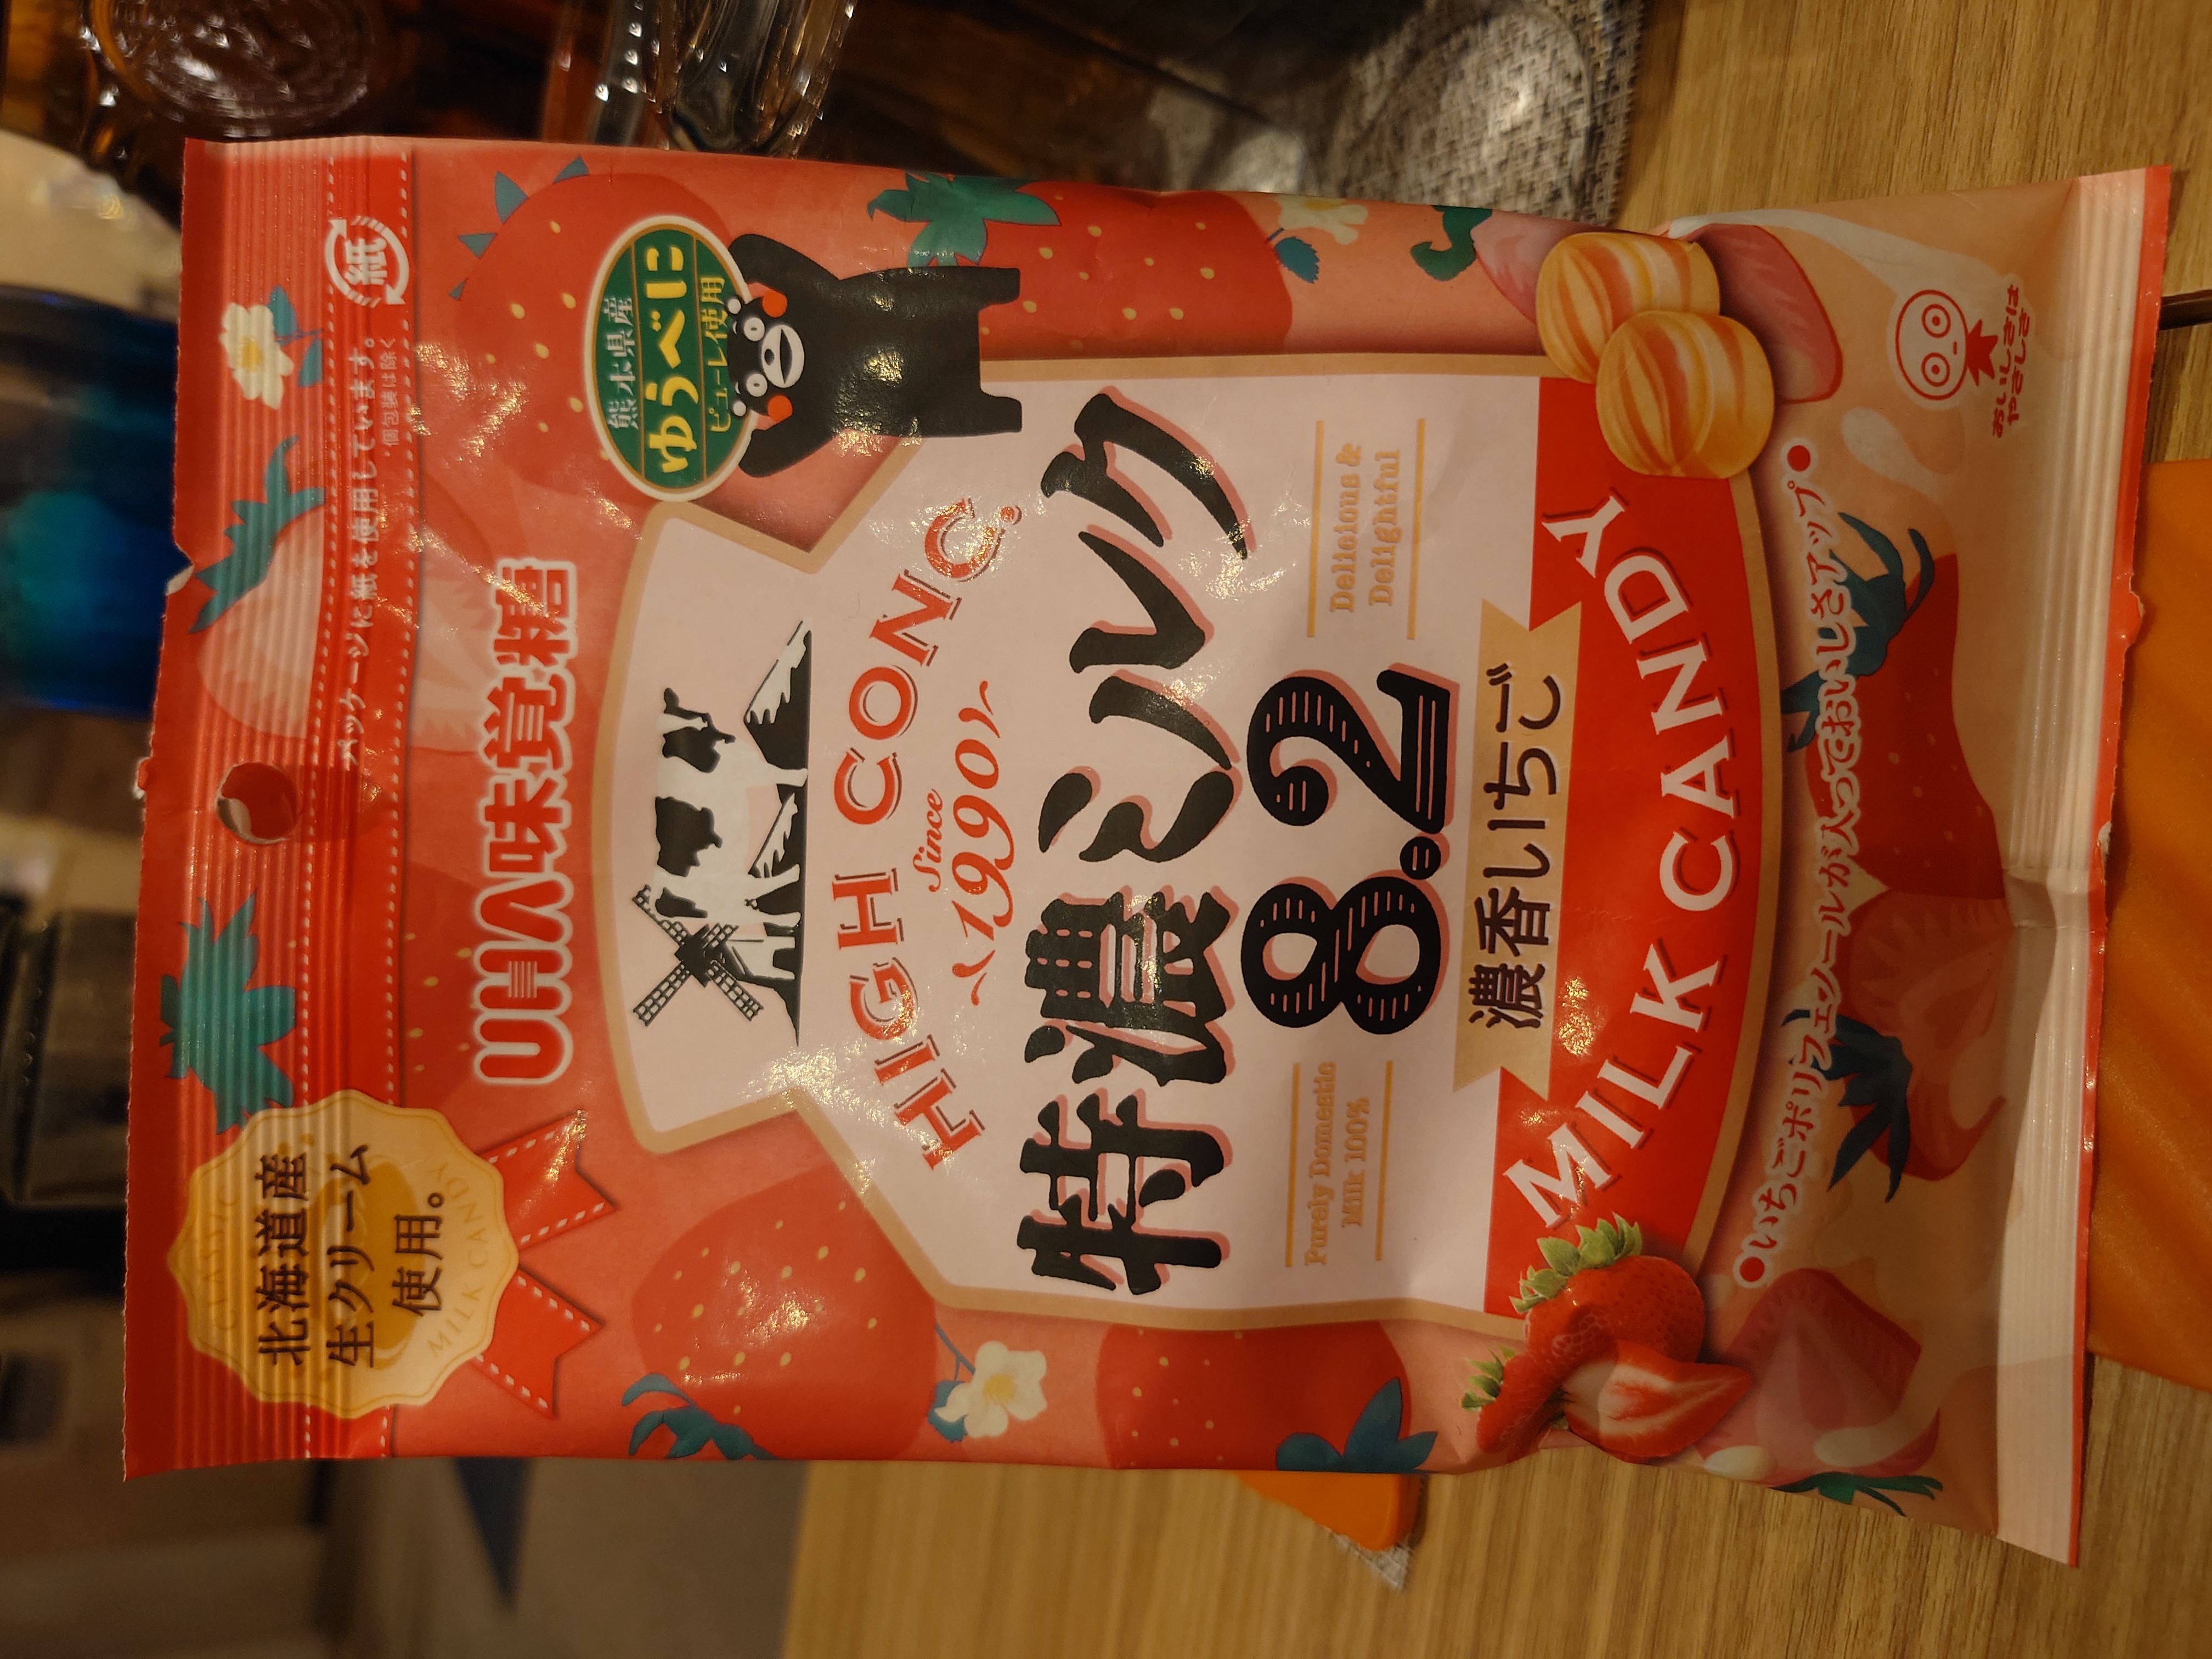 北海道産
生クリーム
使用。
CLASSIC
MILK CANDY
パッケージに紙を使用しています。
個包装は除く
紙
UHA味覚糖
熊本県産
ゆうべに
ピューレ使用
HIGH CONC.
Since
1990
特濃ミルク
8.2
Purely Domestic
Milk 100%
Delicious &
Delightful
濃香いちご
MILK CANDY
●いちごポリフェノールが入っておいしさアップ●
おいしさは
やさしさ